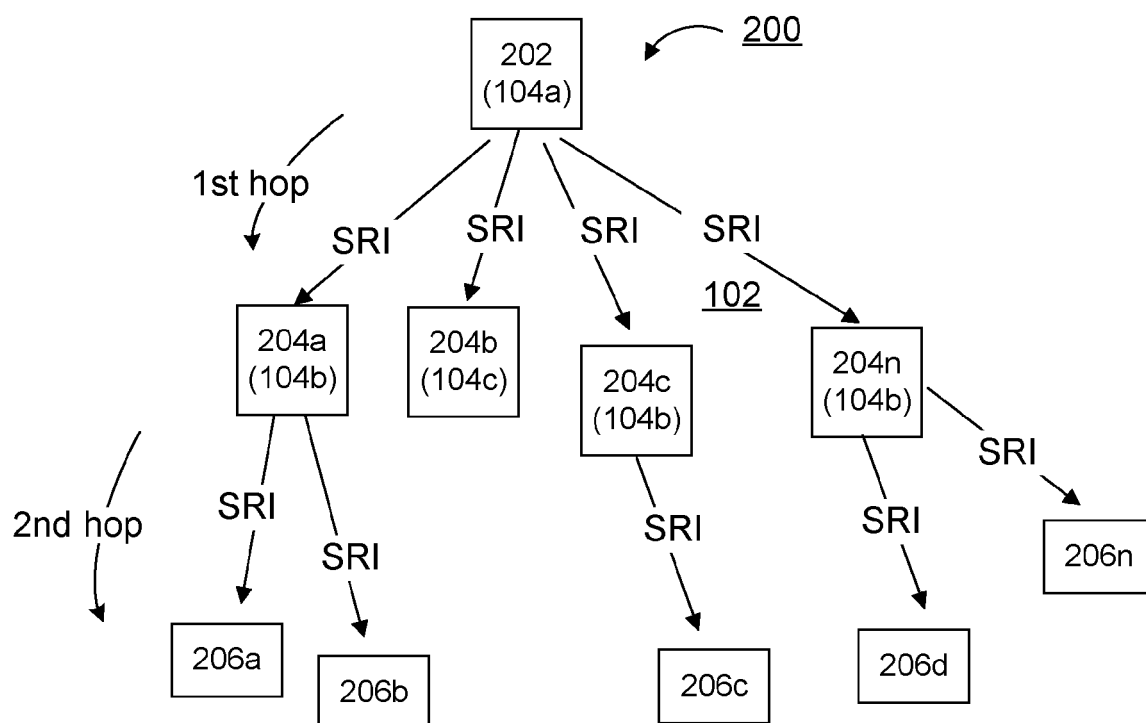 200
202
(104a)
1st hop
SRI
SRI
SRI
SRI
102
204a
(104b)
204b
(104c)
204c
(104b)
204n
(104b)
2nd hop
SRI
SRI
SRI
SRI
SRI
206a
206b
206c
206d
206n